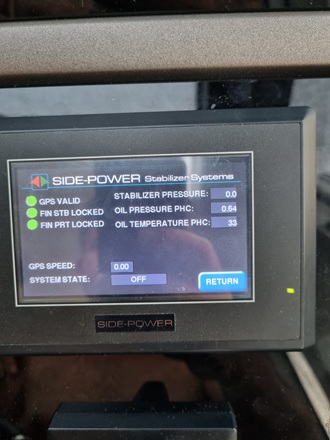 SIDE-POWER Stabilizer Systems
GPS VALID
FIN STB LOCKED
FIN PRT LOCKED
STABILIZER PRESSURE: 0.0
OIL PRESSURE PHC: 0.64
OIL TEMPERATURE PHC: 33
GPS SPEED: 0.00
SYSTEM STATE: OFF
RETURN
SIDE-POWER